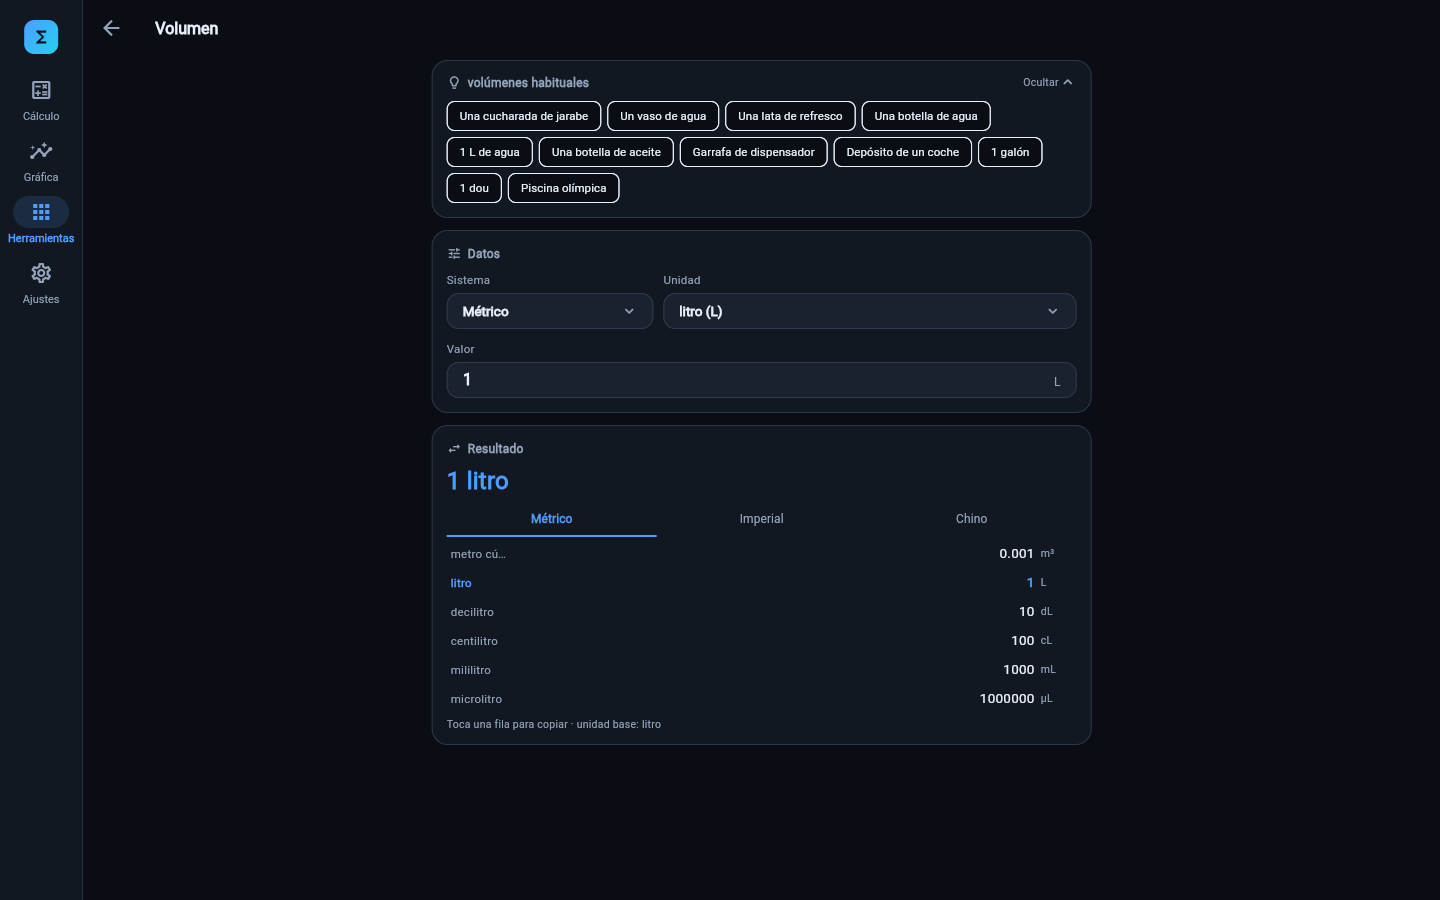 Σ
Volumen
Cálculo
Gráfica
Herramientas
Ajustes
volúmenes habituales
Ocultar
Una cucharada de jarabe
Un vaso de agua
Una lata de refresco
Una botella de agua
1 L de agua
Una botella de aceite
Garrafa de dispensador
Depósito de un coche
1 galón
1 dou
Piscina olímpica
Datos
Sistema
Unidad
Métrico
litro (L)
Valor
1 L
Resultado
1 litro
Métrico
Imperial
Chino
metro cú... 0.001 m³
litro 1 L
decilitro 10 dL
centilitro 100 cL
mililitro 1000 mL
microlitro 1000000 µL
Toca una fila para copiar · unidad base: litro